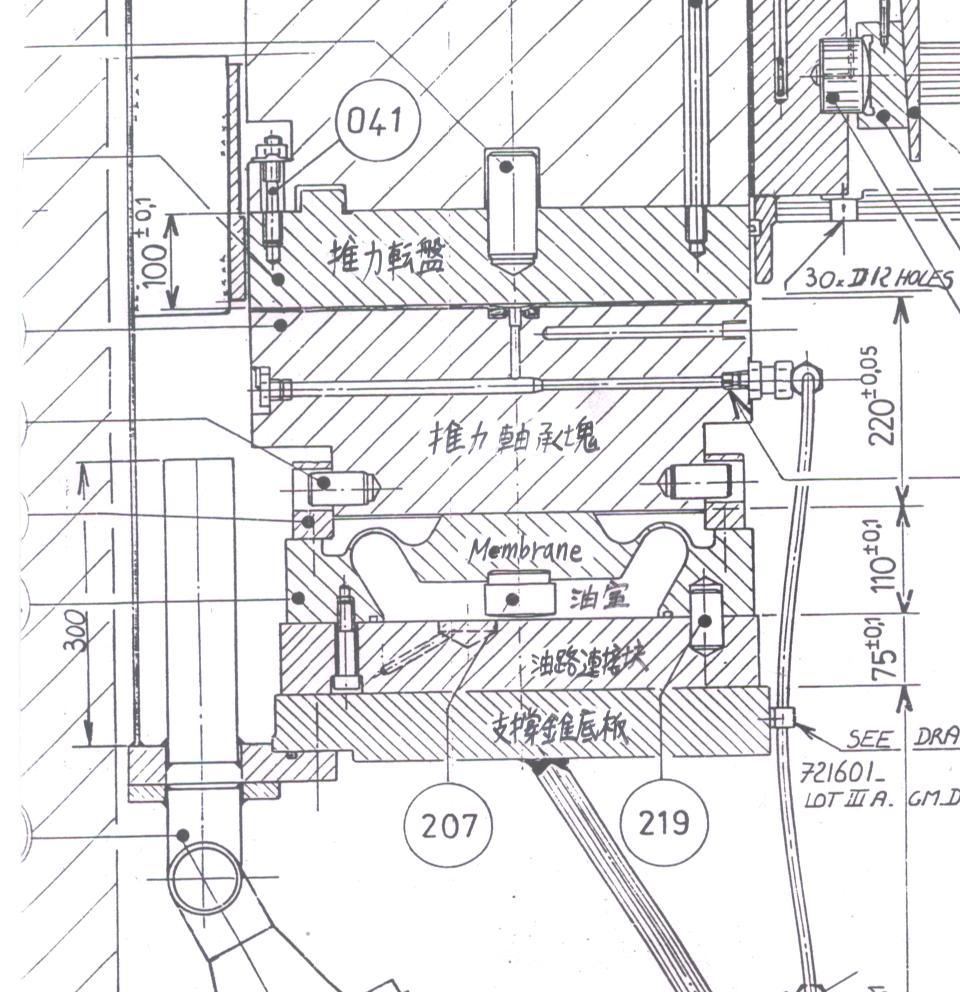 041
100 ±0,1
推力転盤
30x D12 HOLES
220 ±0,05
推力軸承塊
Membrane
110 ±0,1
油室
300
油路連接块
75 ±0,1
支撐錐底板
SEE DRA
721601_
LOT III A. GM.D
207
219